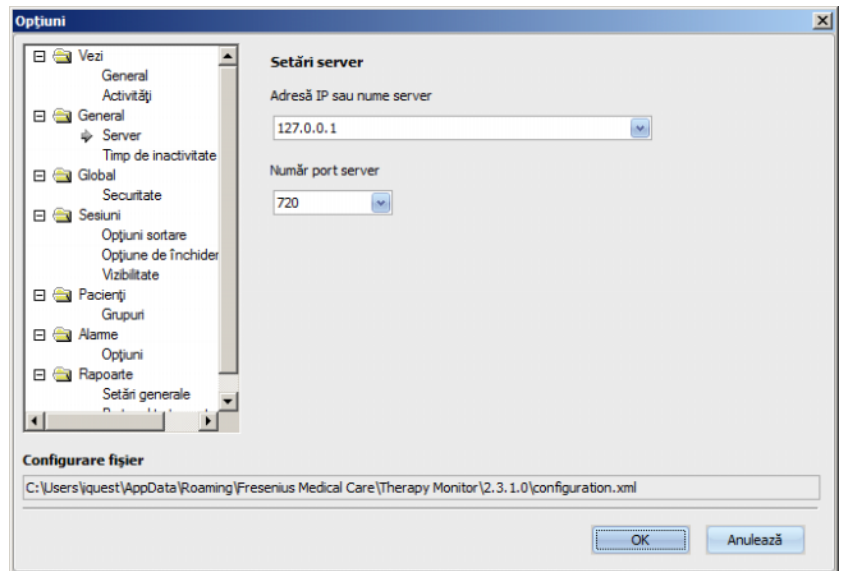 Opțiuni
Vezi
General
Activități
General
Server
Timp de inactivitate
Global
Securitate
Sesiuni
Opțiuni sortare
Opțiune de închider
Vizibilitate
Pacienți
Grupuri
Alarme
Opțiuni
Rapoarte
Setări generale
Setări server
Adresă IP sau nume server
127.0.0.1
Număr port server
720
Configurare fișier
C:\Users\iquest\AppData\Roaming\Fresenius Medical Care\Therapy Monitor\2.3.1.0\configuration.xml
OK
Anulează